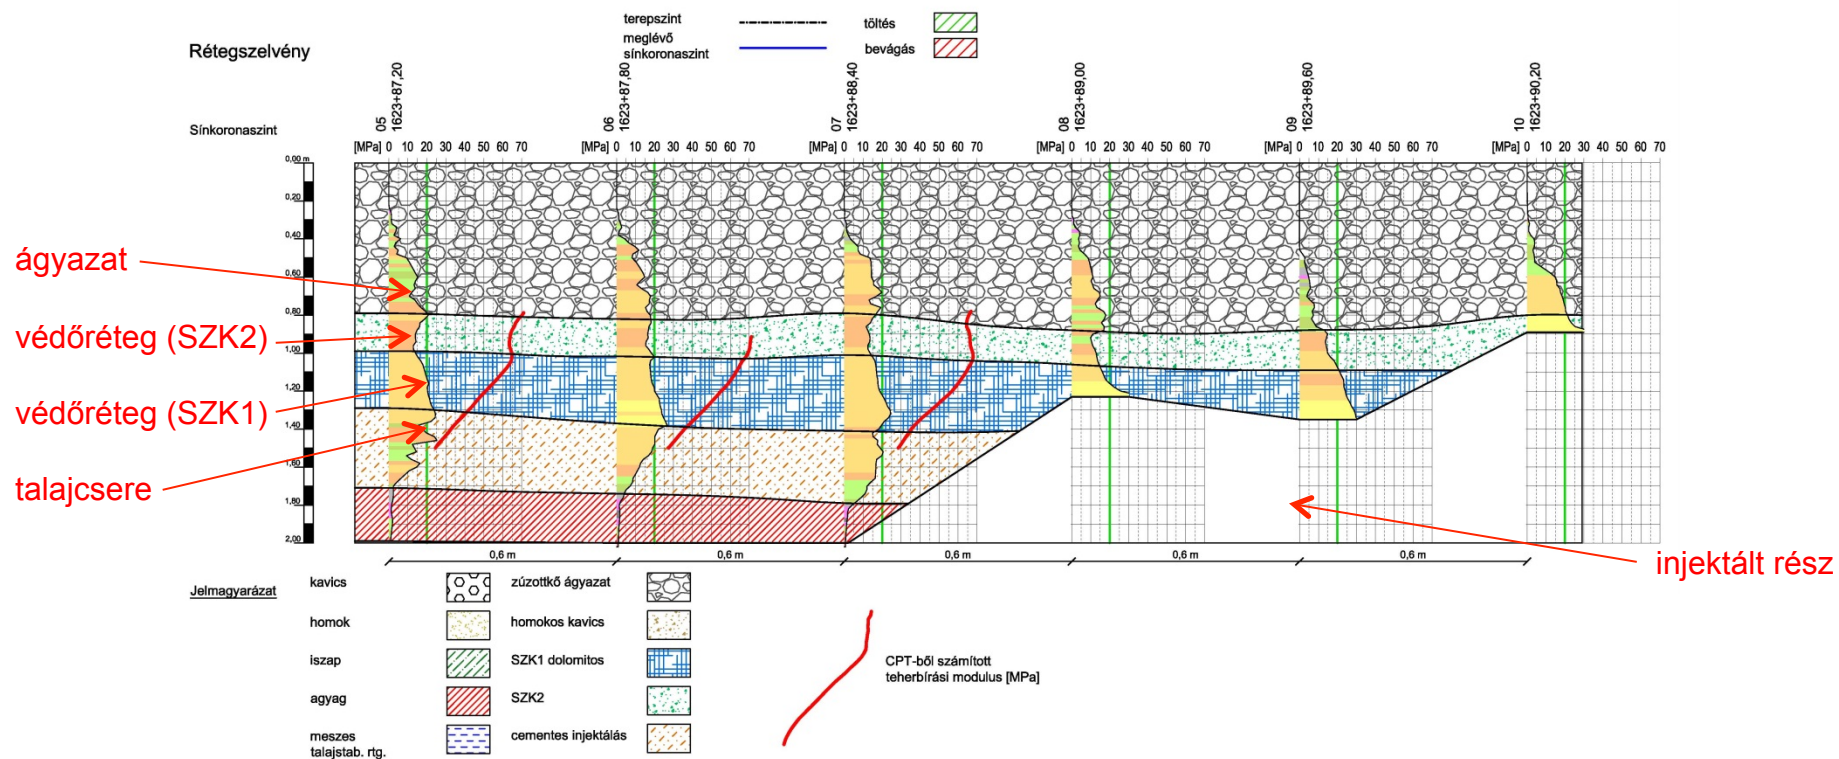 terepszint
töltés
meglévő
sínkoronaszint
bevágás
Rétegszelvény
Sínkoronaszint
05
1623+87,20
06
1623+87,80
07
1623+88,40
08
1623+89,00
09
1623+89,60
10
1623+90,20
[MPa] 0 10 20 30 40 50 60 70
[MPa] 0 10 20 30 40 50 60 70
[MPa] 0 10 20 30 40 50 60 70
[MPa] 0 10 20 30 40 50 60 70
[MPa] 0 10 20 30 40 50 60 70
[MPa] 0 10 20 30 40 50 60 70
0,00 m
0,20
0,40
0,60
0,80
1,00
1,20
1,40
1,60
1,80
2,00
ágyazat
védőréteg (SZK2)
védőréteg (SZK1)
talajcsere
injektált rész
0,6 m
0,6 m
0,6 m
0,6 m
0,6 m
Jelmagyarázat
kavics
zúzottkő ágyazat
homok
homokos kavics
iszap
SZK1 dolomitos
agyag
SZK2
meszes
talajstab. rtg.
cementes injektálás
CPT-ből számított
teherbírási modulus [MPa]